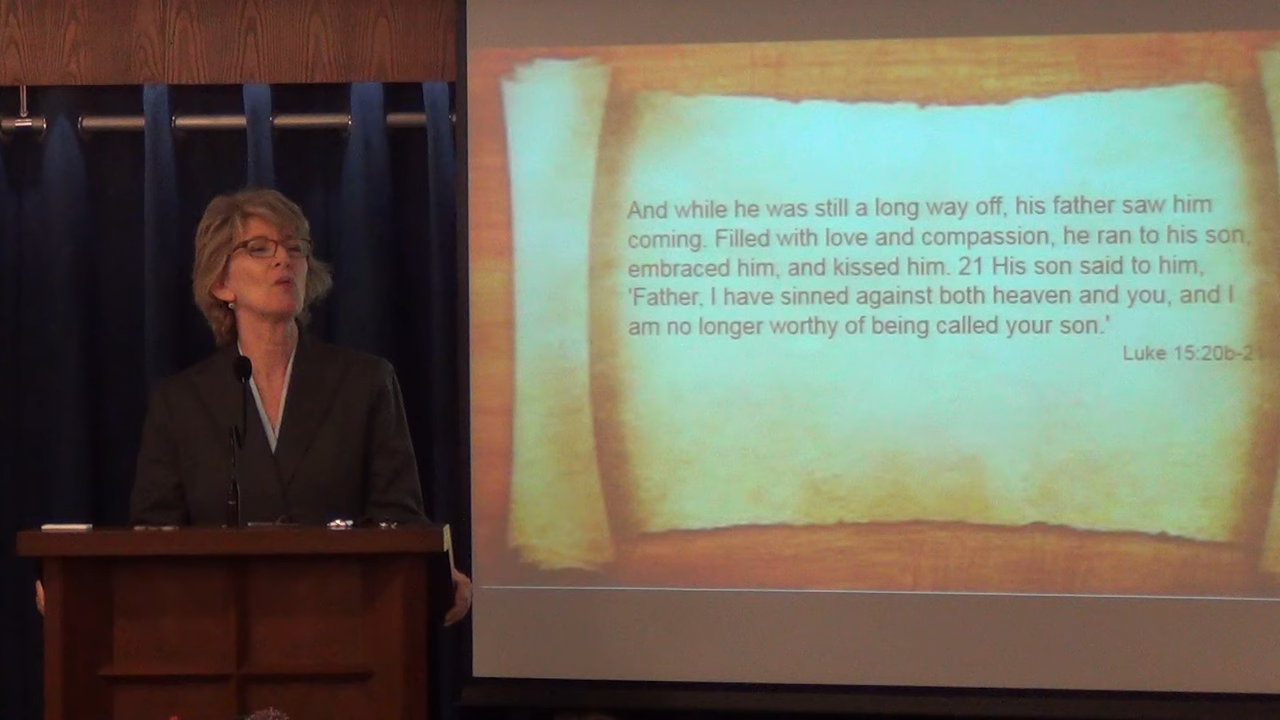 And while he was still a long way off, his father saw him
coming. Filled with love and compassion, he ran to his son,
embraced him, and kissed him. 21 His son said to him,
'Father, I have sinned against both heaven and you, and I
am no longer worthy of being called your son.'
Luke 15:20b-21